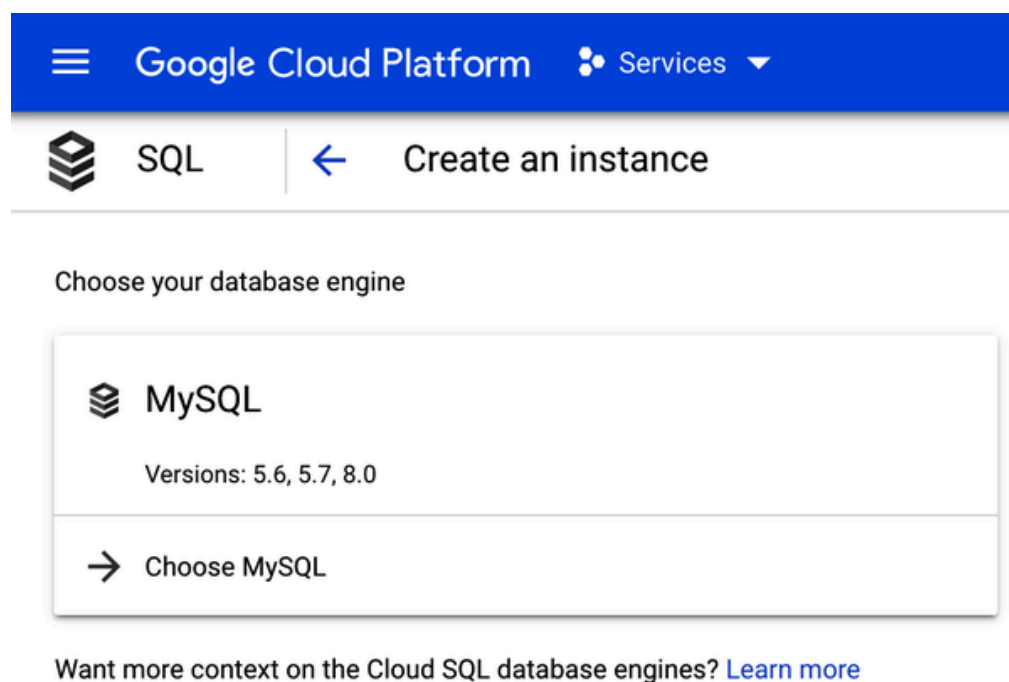 Google Cloud Platform Services
SQL Create an instance
Choose your database engine
MySQL
Versions: 5.6, 5.7, 8.0
Choose MySQL
Want more context on the Cloud SQL database engines? Learn more